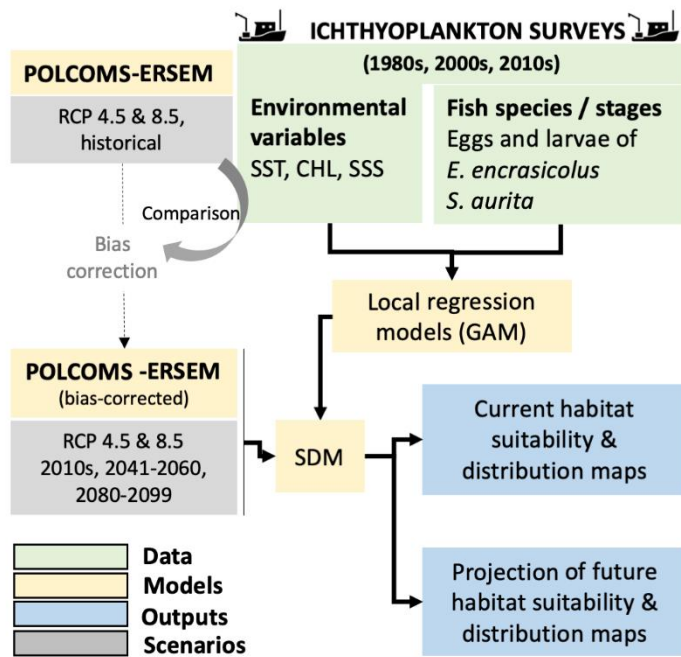 ICHTHYOPLANKTON SURVEYS
(1980s, 2000s, 2010s)
POLCOMS-ERSEM
RCP 4.5 & 8.5,
historical
Environmental
variables
SST, CHL, SSS
Fish species / stages
Eggs and larvae of
E. encrasicolus
S. aurita
Comparison
Bias
correction
Local regression
models (GAM)
POLCOMS -ERSEM
(bias-corrected)
RCP 4.5 & 8.5
2010s, 2041-2060,
2080-2099
SDM
Current habitat
suitability &
distribution maps
Projection of future
habitat suitability &
distribution maps
Data
Models
Outputs
Scenarios